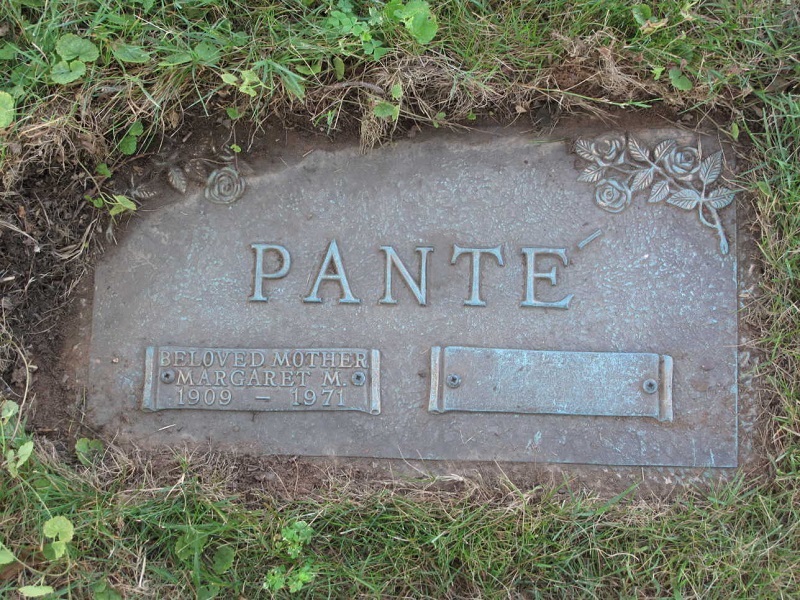 PANTÉ
BELOVED MOTHER
MARGARET M.
1909 – 1971